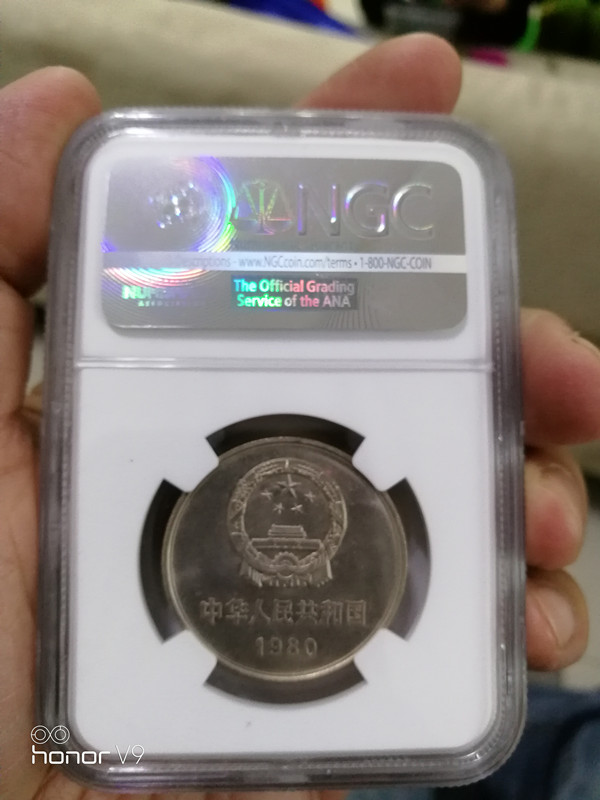 NGC
Descriptions - www.NGCcoin.com/terms • 1-800-NGC-COIN
The Official Grading
Service of the ANA
中华人民共和国
1980
honor V9